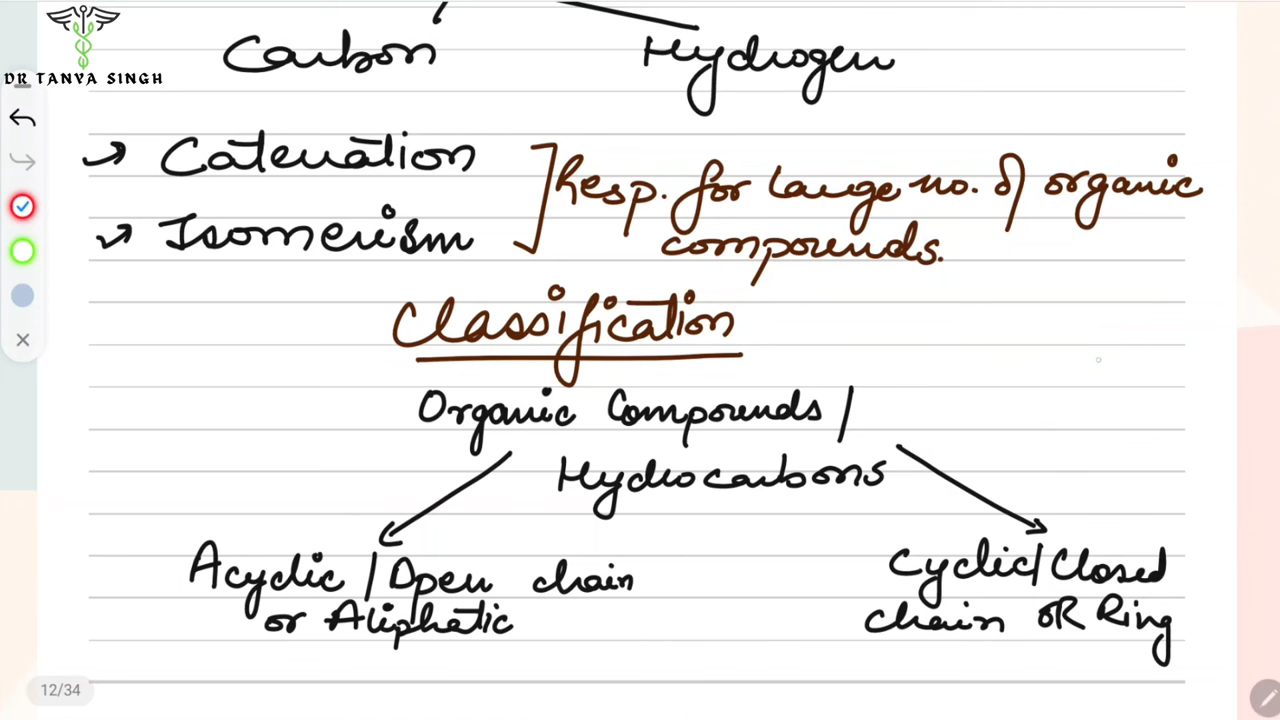 DR TANYA SINGH
Carbon Hydrogen
→ Catenation
→ Isomerism
Resp. for large no. of organic
compounds.
Classification
Organic Compounds /
Hydrocarbons
Acyclic / Open chain
or Aliphatic
Cyclic / Closed
chain OR Ring
12/34